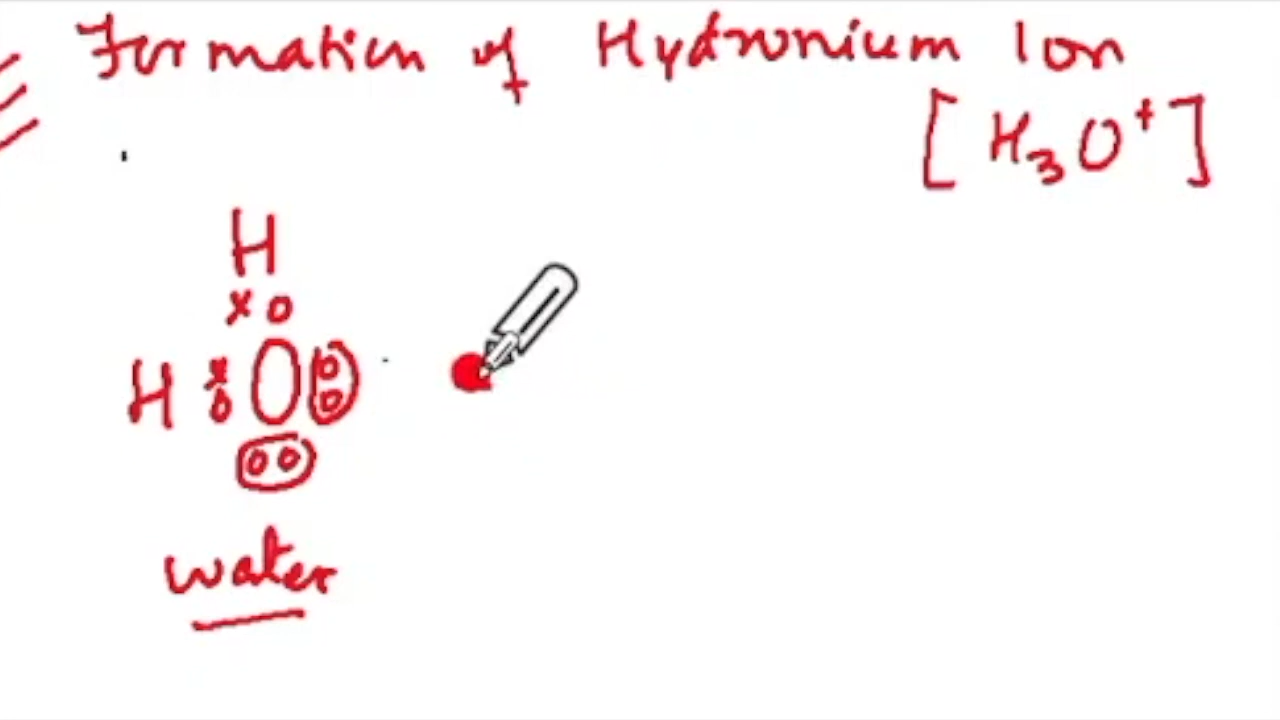 Formation of Hydronium Ion
[H₃O⁺]
H
x o
H x o O o o
o o
water